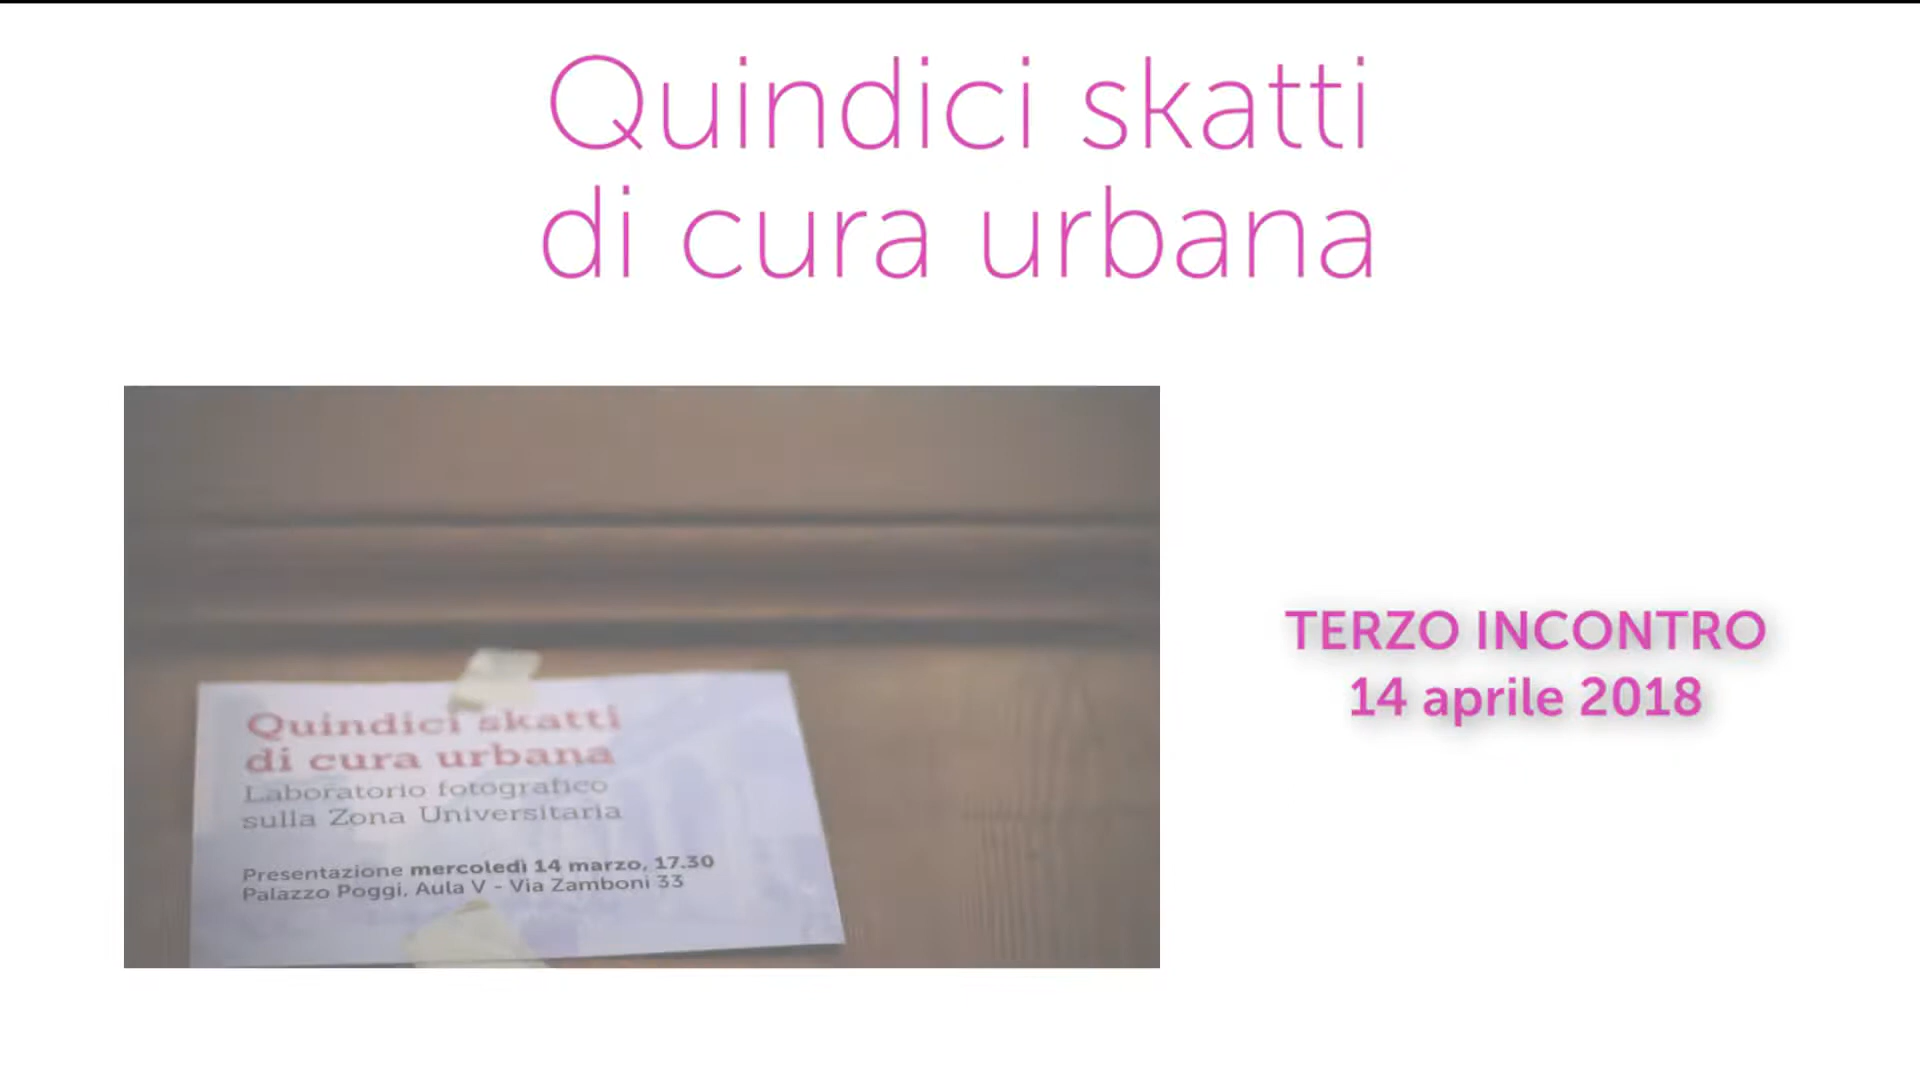 Quindici skatti
di cura urbana
Quindici skatti
di cura urbana
Laboratorio fotografico
sulla Zona Universitaria
Presentazione mercoledì 14 marzo, 17.30
Palazzo Poggi, Aula V - Via Zamboni 33
TERZO INCONTRO
14 aprile 2018